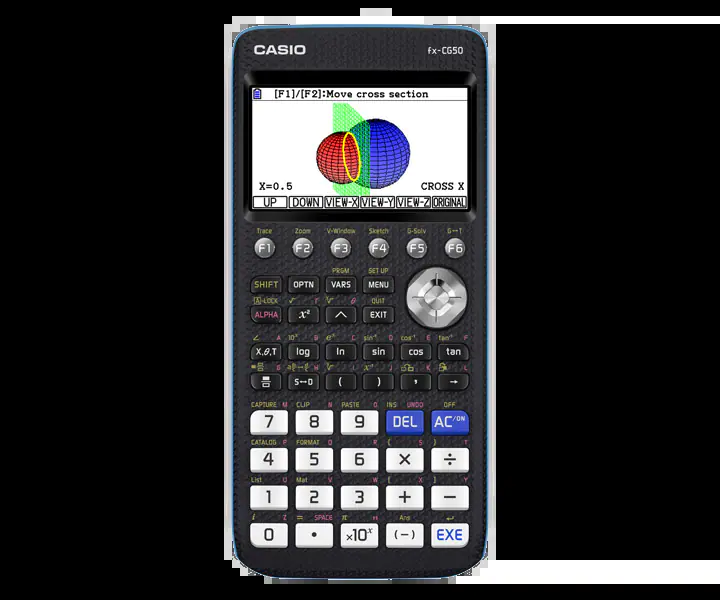 CASIO fx-CG50
[F1]/[F2]:Move cross section
X=0.5 CROSS X
UP DOWN VIEW-X VIEW-Y VIEW-Z ORIGINAL
Trace Zoom V-Window Sketch G-Solv G↔T
F1 F2 F3 F4 F5 F6
PRGM SET UP
SHIFT OPTN VARS MENU
A-LOCK √ r θ QUIT
ALPHA x² ^ EXIT
∠ A 10ˣ B eˣ C sin⁻¹ D cos⁻¹ E tan⁻¹ F
X,θ,T log ln sin cos tan
S↔D ( ) , →
CAPTURE M CLIP N PASTE O INS UNDO OFF
7 8 9 DEL AC/ON
CATALOG P FORMAT Q R { S } T
4 5 6 × ÷
List U Mat V W [ X ] Y
1 2 3 + −
i Z = SPACE π Ans ↵
0 • ×10ˣ (−) EXE